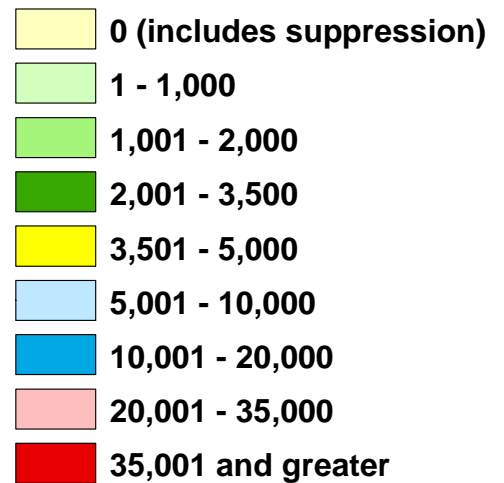 0 (includes suppression)
1 - 1,000
1,001 - 2,000
2,001 - 3,500
3,501 - 5,000
5,001 - 10,000
10,001 - 20,000
20,001 - 35,000
35,001 and greater